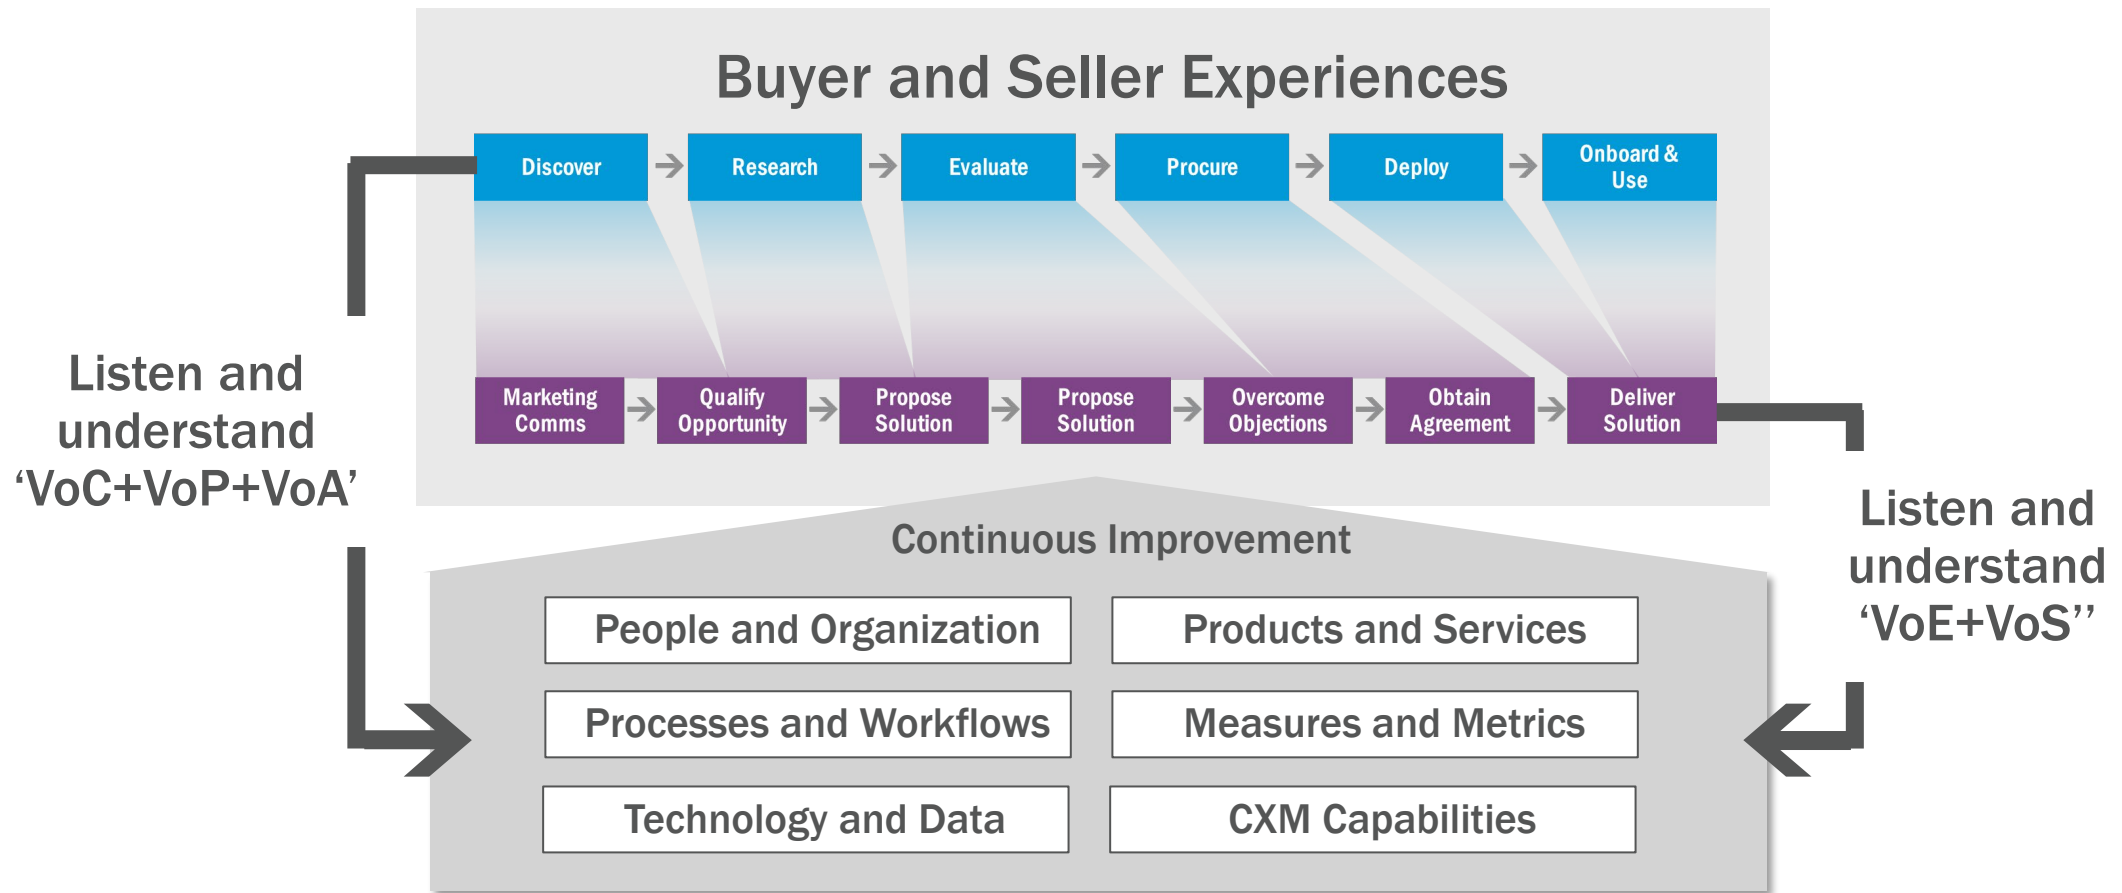 Buyer and Seller Experiences
Discover
Research
Evaluate
Procure
Deploy
Onboard &
Use
Marketing
Comms
Qualify
Opportunity
Propose
Solution
Propose
Solution
Overcome
Objections
Obtain
Agreement
Deliver
Solution
Listen and
understand
‘VoC+VoP+VoA’
Listen and
understand
‘VoE+VoS’’
Continuous Improvement
People and Organization
Products and Services
Processes and Workflows
Measures and Metrics
Technology and Data
CXM Capabilities